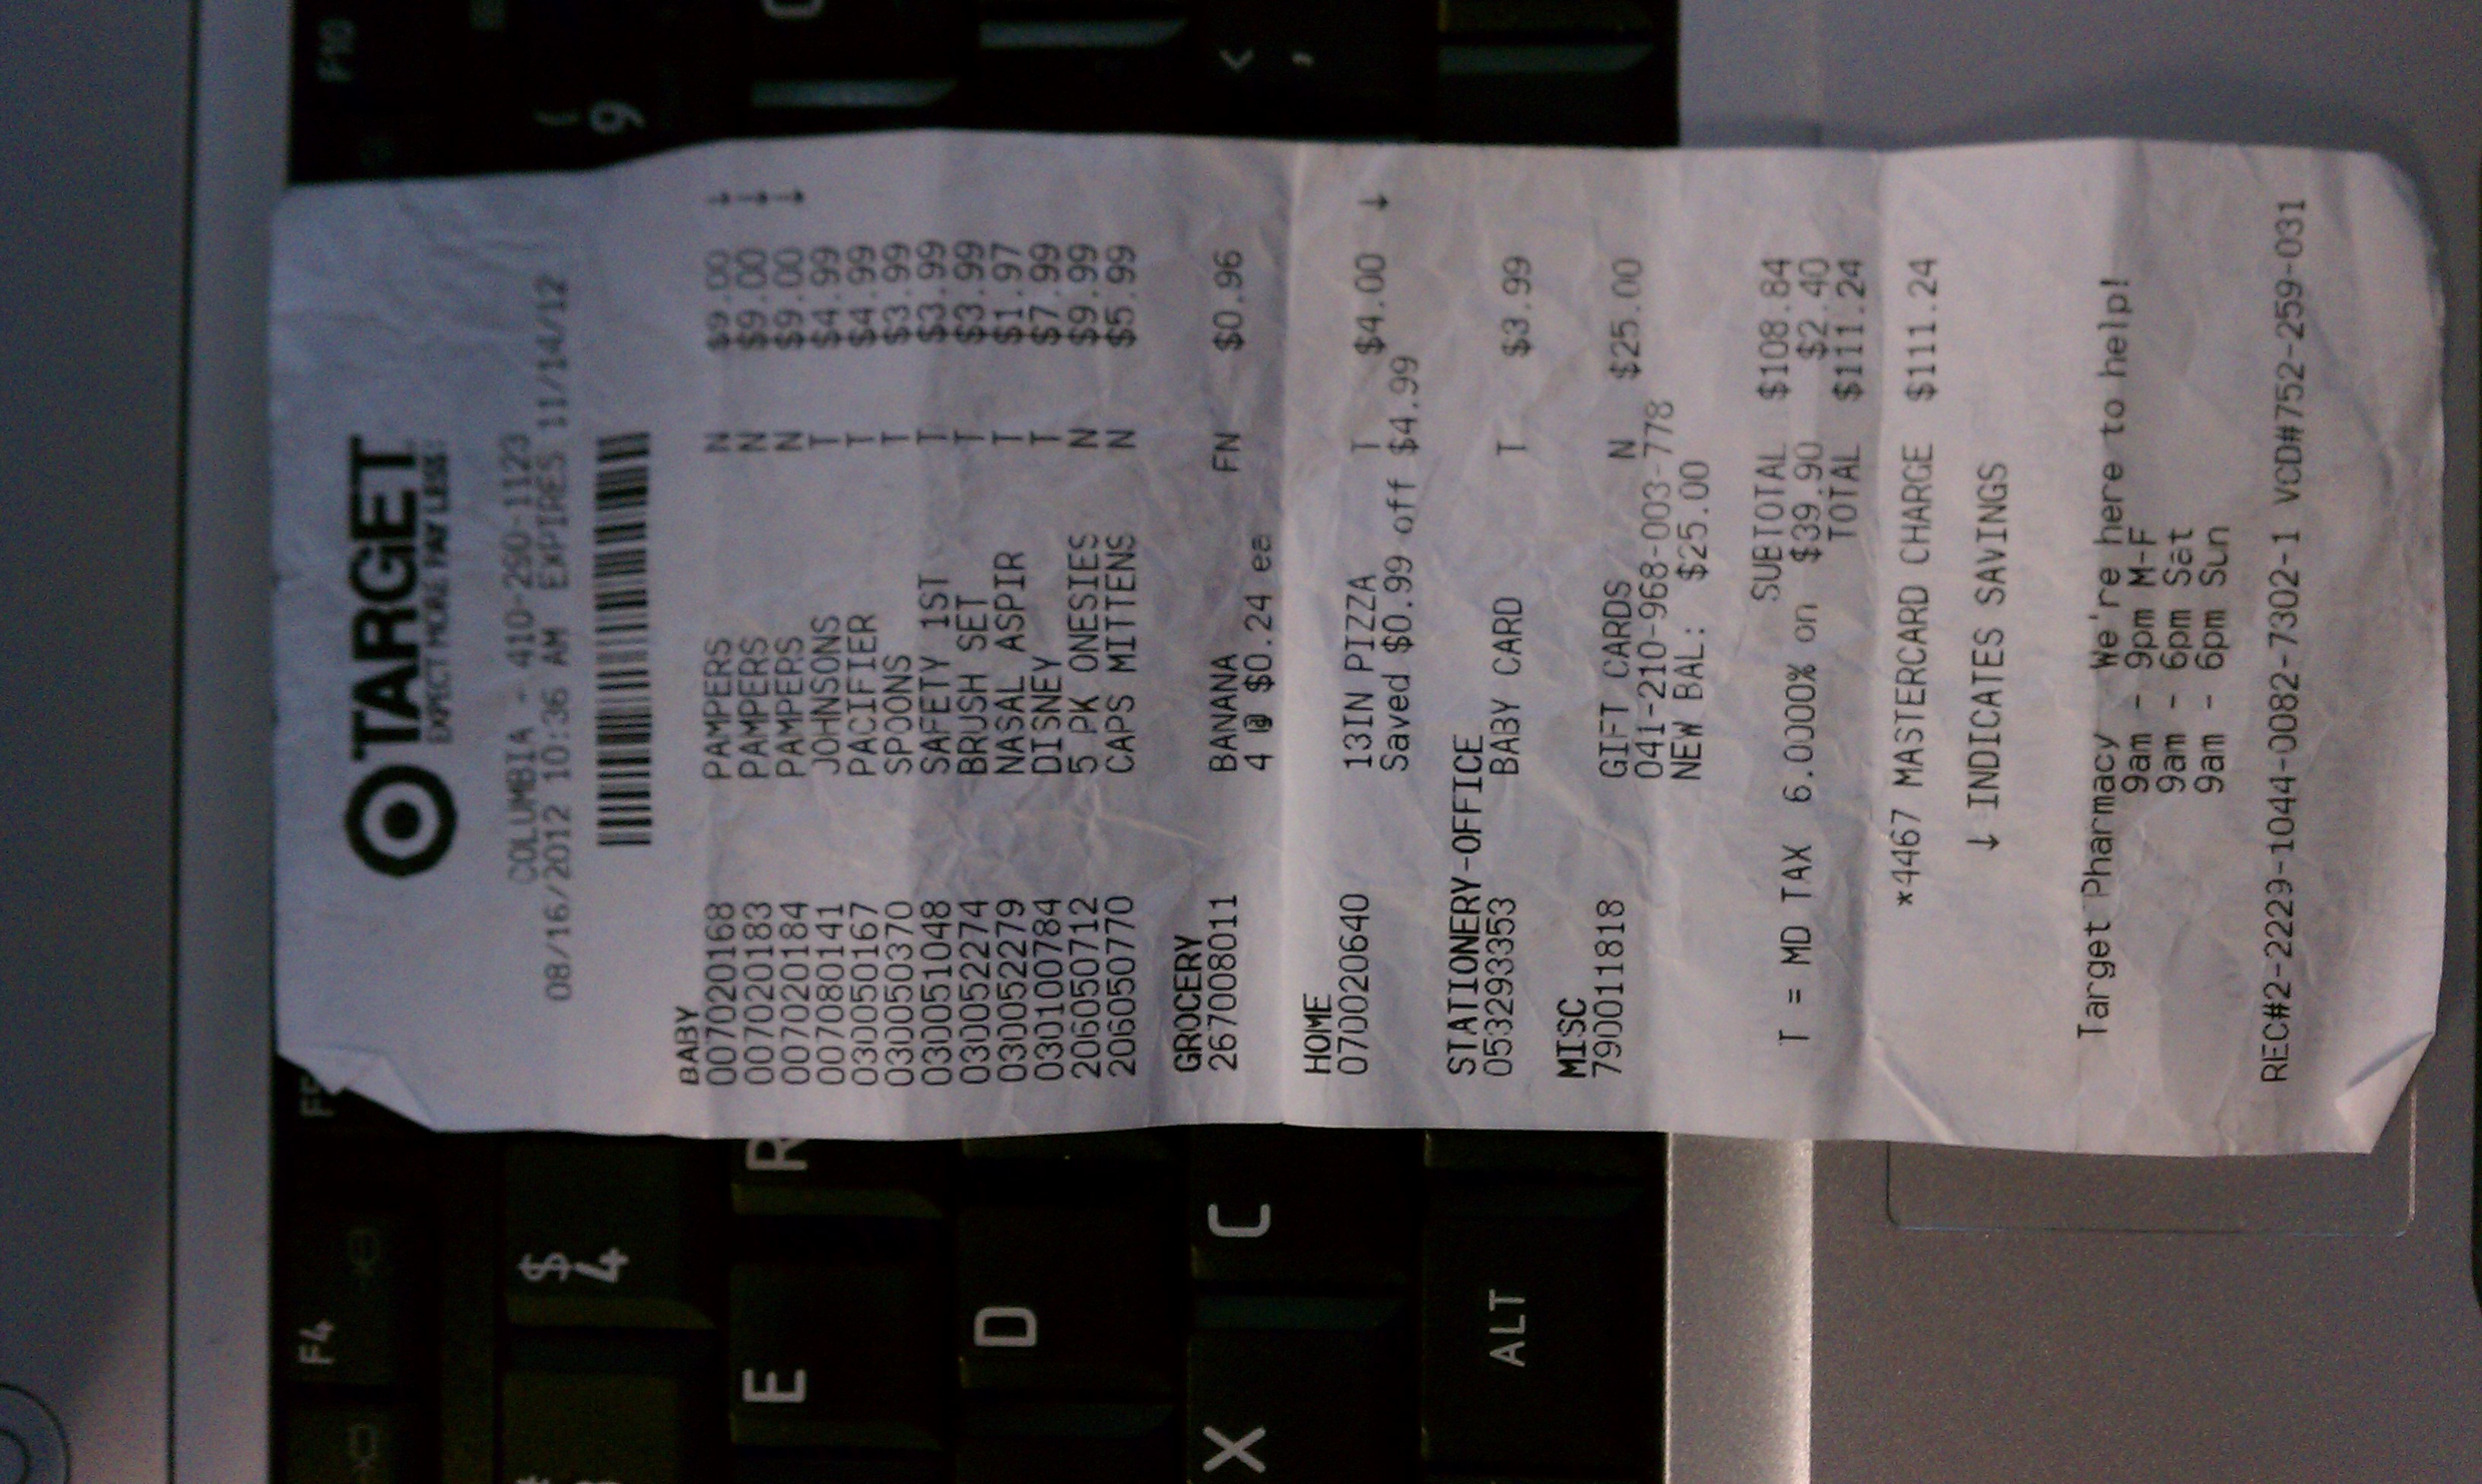 TARGET
EXPECT MORE. PAY LESS.
COLUMBIA - 410-290-1123
08/16/2012 10:36 AM EXPIRES 11/14/12
BABY
007020168 PAMPERS N $9.00 ↓
007020183 PAMPERS N $9.00 ↓
007020184 PAMPERS N $9.00 ↓
007080141 JOHNSONS T $4.99
030050167 PACIFIER T $4.99
030050370 SPOONS T $3.99
030051048 SAFETY 1ST T $3.99
030052274 BRUSH SET T $3.99
030052279 NASAL ASPIR T $1.97
030100784 DISNEY T $7.99
206050712 5 PK ONESIES N $9.99
206050770 CAPS MITTENS N $5.99
GROCERY
267008011 BANANA FN $0.96
4 @ $0.24 ea
HOME
070020640 13IN PIZZA T $4.00 ↓
Saved $0.99 off $4.99
STATIONERY-OFFICE
053293353 BABY CARD T $3.99
MISC
790011818 GIFT CARDS N $25.00
041-210-968-003-778
NEW BAL: $25.00
SUBTOTAL $108.84
T = MD TAX 6.0000% on $39.90 $2.40
TOTAL $111.24
*4467 MASTERCARD CHARGE $111.24
↓ INDICATES SAVINGS
Target Pharmacy We're here to help!
9am - 9pm M-F
9am - 6pm Sat
9am - 6pm Sun
REC#2-2229-1044-0082-7302-1 VCD#752-259-031
F10
(
9
<
,
F4
$
4
R
E
D
C
X
ALT